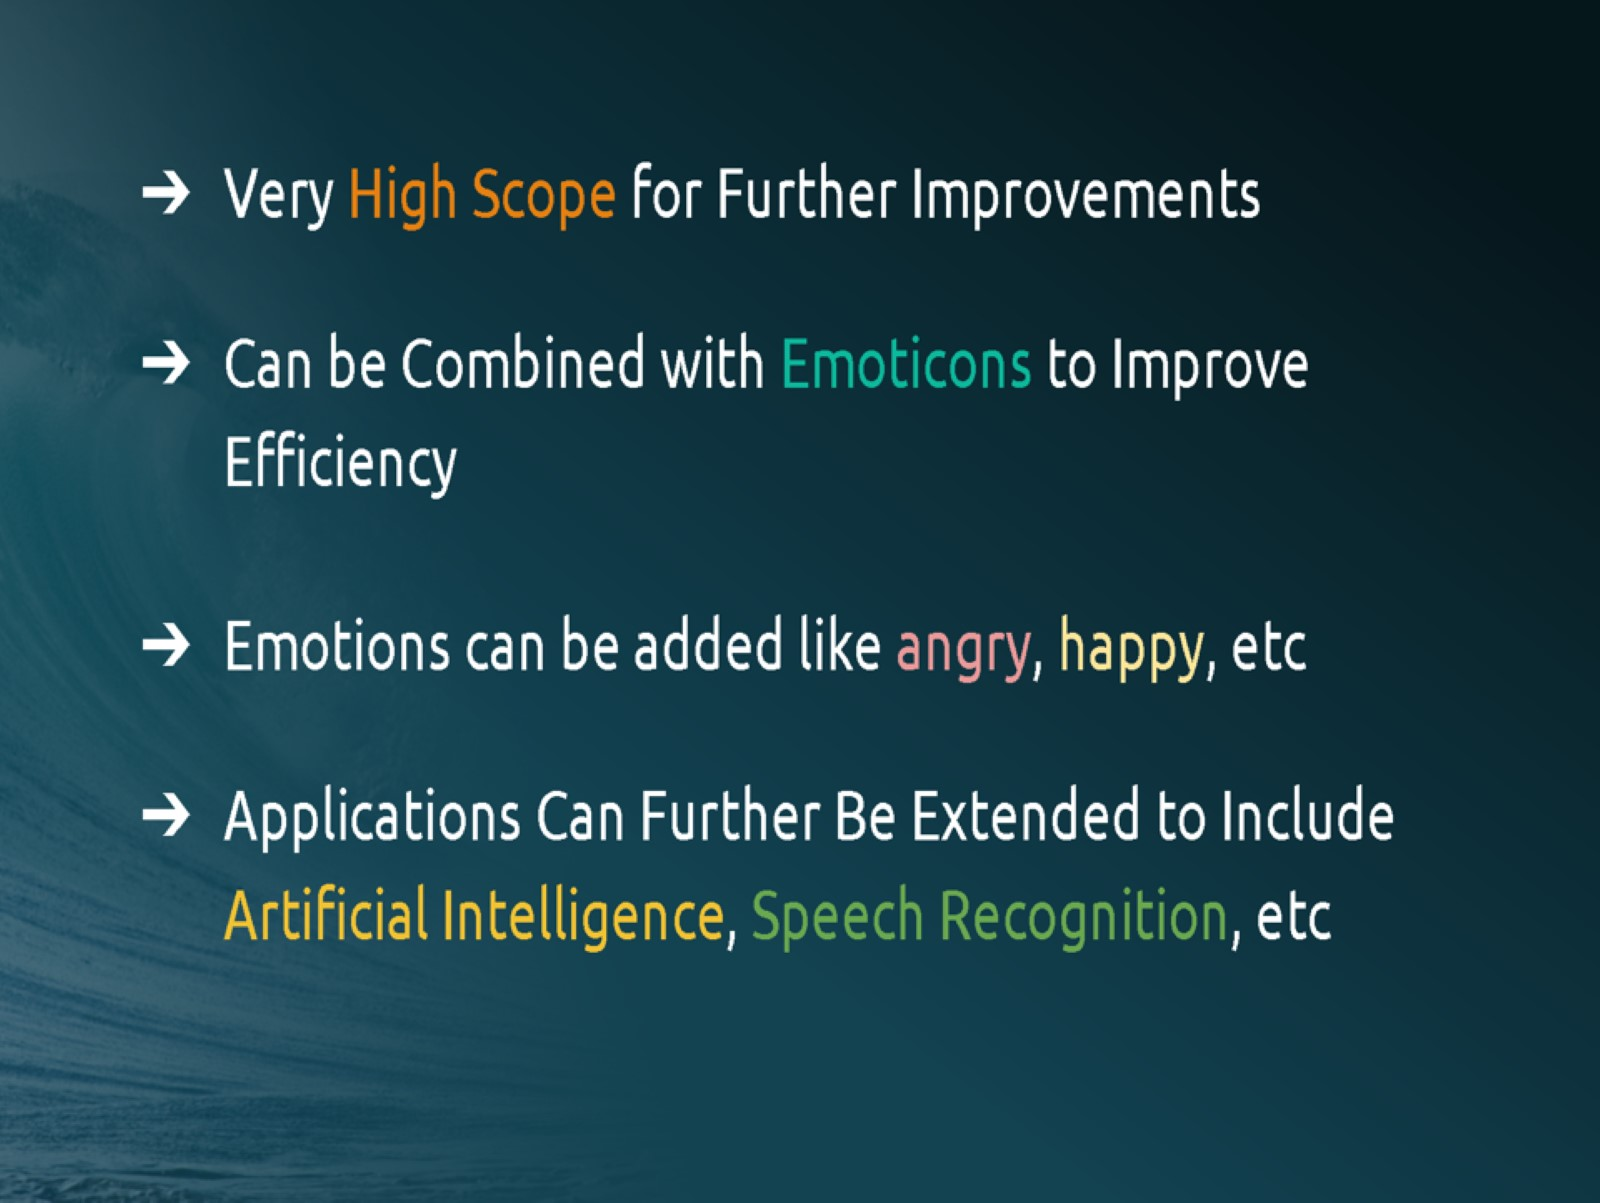 ➔ Very High Scope for Further Improvements
➔ Can be Combined with Emoticons to Improve
Efficiency
➔ Emotions can be added like angry, happy, etc
➔ Applications Can Further Be Extended to Include
Artificial Intelligence, Speech Recognition, etc